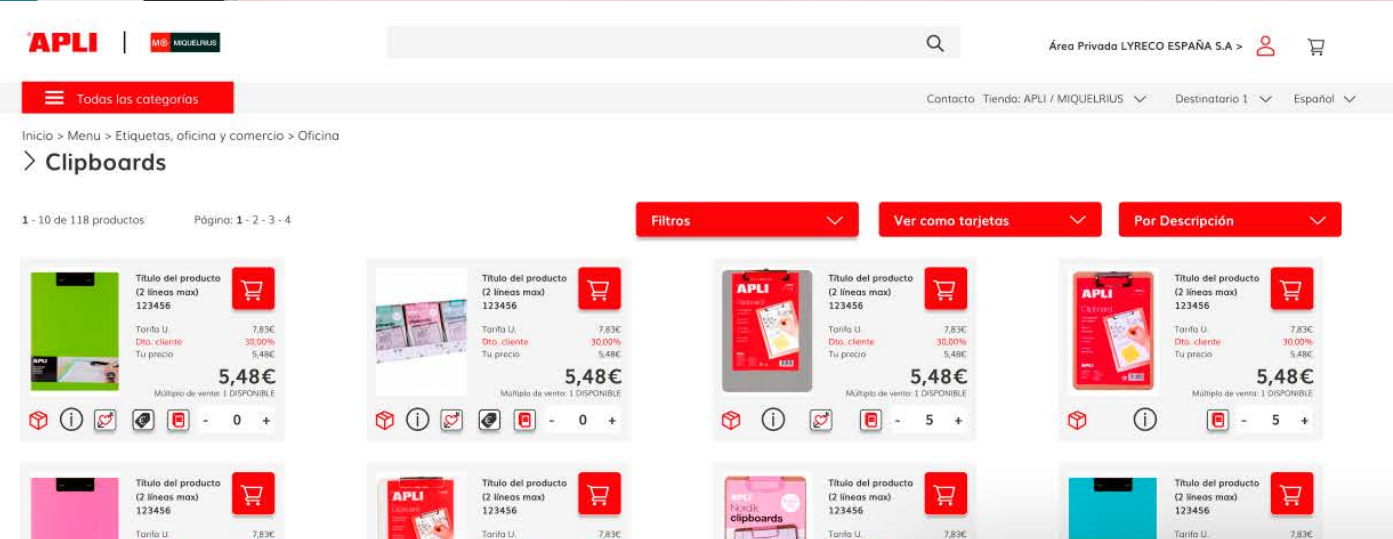 APLI
M® MIQUELRIUS
Área Privada LYRECO ESPAÑA S.A >
Todas las categorías
Contacto Tienda: APLI / MIQUELRIUS Destinatario 1 Español
Inicio > Menu > Etiquetas, oficina y comercio > Oficina
> Clipboards
1 - 10 de 118 productos Página: 1 - 2 - 3 - 4
Filtros
Ver como tarjetas
Por Descripción
Título del producto
(2 líneas max)
123456
Tarifa U. 7,83€
Dto. cliente 30,00%
Tu precio 5,48€
5,48€
Múltiplo de venta: 1 DISPONIBLE
- 0 +
Título del producto
(2 líneas max)
123456
Tarifa U. 7,83€
Dto. cliente 30,00%
Tu precio 5,48€
5,48€
Múltiplo de venta: 1 DISPONIBLE
- 0 +
APLI
Clipboard
Título del producto
(2 líneas max)
123456
Tarifa U. 7,83€
Dto. cliente 30,00%
Tu precio 5,48€
5,48€
Múltiplo de venta: 1 DISPONIBLE
- 5 +
APLI
Clipboard
Título del producto
(2 líneas max)
123456
Tarifa U. 7,83€
Dto. cliente 30,00%
Tu precio 5,48€
5,48€
Múltiplo de venta: 1 DISPONIBLE
- 5 +
Título del producto
(2 líneas max)
123456
Tarifa U. 7,83€
APLI
Título del producto
(2 líneas max)
123456
Tarifa U. 7,83€
APLI
Nordik
clipboards
Título del producto
(2 líneas max)
123456
Tarifa U. 7,83€
Título del producto
(2 líneas max)
123456
Tarifa U. 7,83€